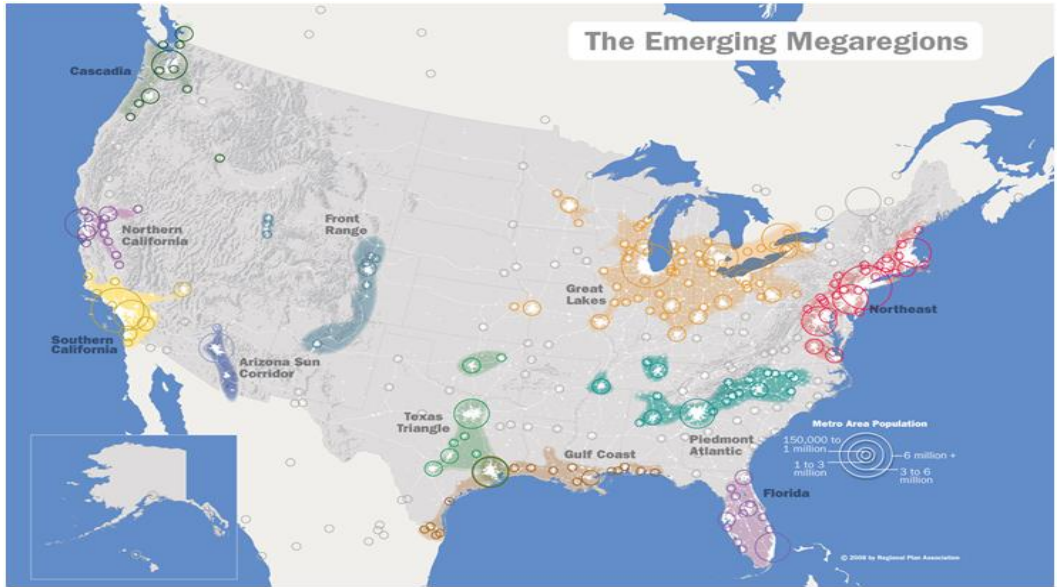 The Emerging Megaregions
Cascadia
Northern
California
Front
Range
Great
Lakes
Northeast
Southern
California
Arizona Sun
Corridor
Texas
Triangle
Gulf Coast
Piedmont
Atlantic
Florida
Metro Area Population
150,000 to
1 million
1 to 3
million
6 million +
3 to 6
million
© 2008 by Regional Plan Association